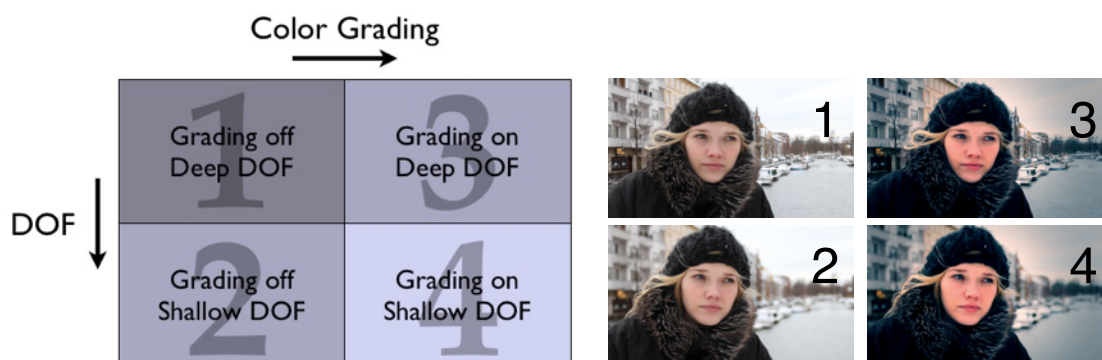 Color Grading
DOF
1
Grading off
Deep DOF
3
Grading on
Deep DOF
2
Grading off
Shallow DOF
4
Grading on
Shallow DOF
1
3
2
4